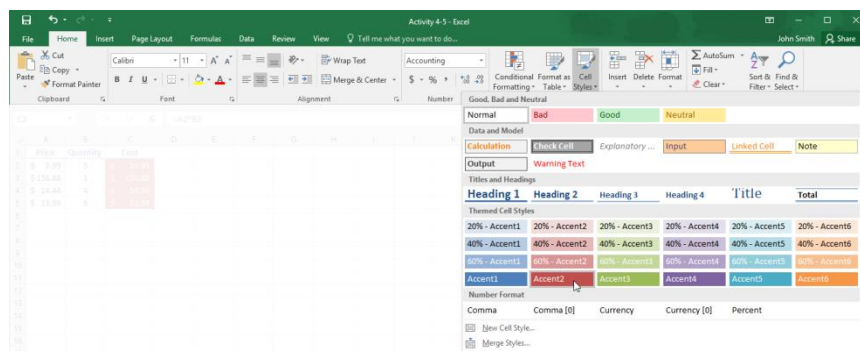 Activity 4-5 - Excel
File Home Insert Page Layout Formulas Data Review View Tell me what you want to do... John Smith Share
Paste
Cut
Copy
Format Painter
Calibri 11 A A Wrap Text Accounting
B I U A Merge & Center $ % ,
Conditional Formatting
Format as Table
Cell Styles
Insert Delete Format
AutoSum
Fill
Clear
Sort & Filter
Find & Select
Clipboard Font Alignment Number
Good, Bad and Neutral
Normal Bad Good Neutral
Data and Model
Calculation Check Cell Explanatory ... Input Linked Cell Note
Output Warning Text
Titles and Headings
Heading 1 Heading 2 Heading 3 Heading 4 Title Total
Themed Cell Styles
20% - Accent1 20% - Accent2 20% - Accent3 20% - Accent4 20% - Accent5 20% - Accent6
40% - Accent1 40% - Accent2 40% - Accent3 40% - Accent4 40% - Accent5 40% - Accent6
60% - Accent1 60% - Accent2 60% - Accent3 60% - Accent4 60% - Accent5 60% - Accent6
Accent1 Accent2 Accent3 Accent4 Accent5 Accent6
Number Format
Comma Comma [0] Currency Currency [0] Percent
New Cell Style...
Merge Styles...
Price Quantity Cost